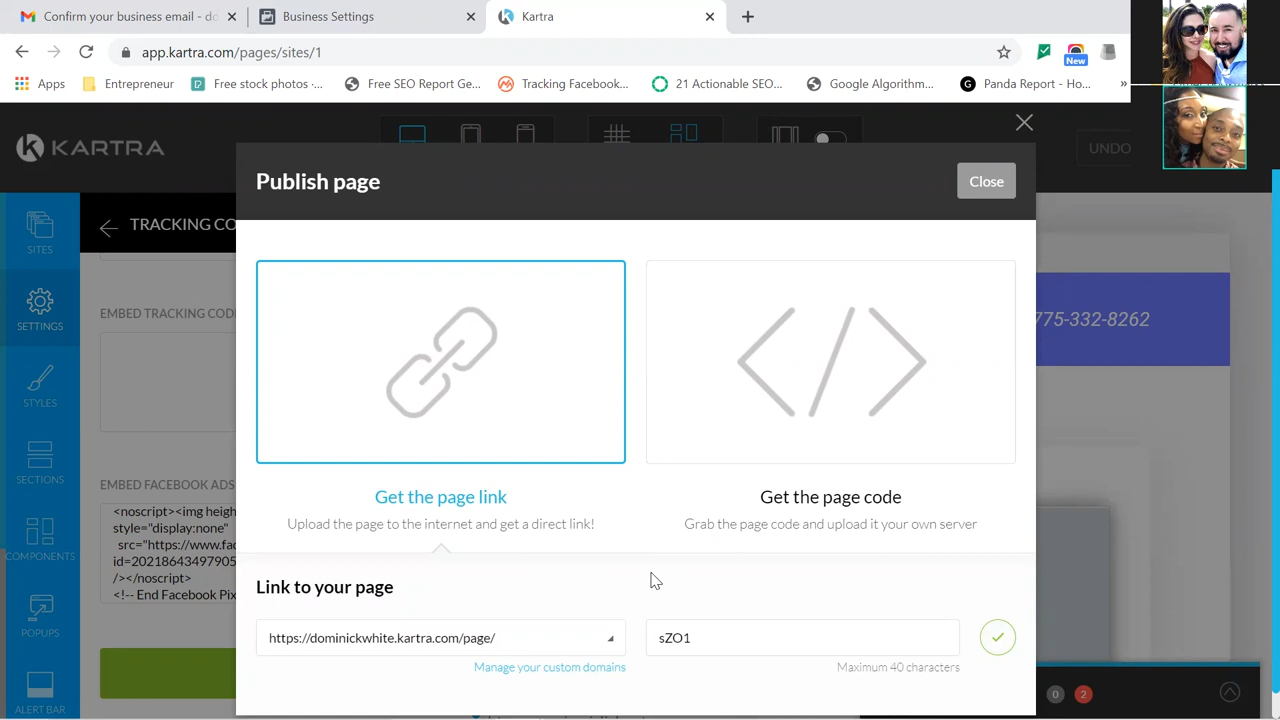 Confirm your business email - do
Business Settings
Kartra
app.kartra.com/pages/sites/1
New
Apps
Entrepreneur
Free stock photos ·...
Free SEO Report G...
Tracking Facebook...
21 Actionable SEO...
Google Algorithm...
Panda Report - Ho...
»
KARTRA
UNDO
Publish page
Close
SITES
TRACKING CO
SETTINGS
EMBED TRACKING CODE
775-332-8262
STYLES
SECTIONS
EMBED FACEBOOK ADS
Get the page link
Get the page code
<noscript><img heigh
style="display:none"
Upload the page to the internet and get a direct link!
Grab the page code and upload it your own server
src="https://www.fac
id=20218643497905
/></noscript>
<!-- End Facebook Pix
COMPONENTS
Link to your page
POPUPS
https://dominickwhite.kartra.com/page/
sZO1
Manage your custom domains
Maximum 40 characters
0
2
ALERT BAR